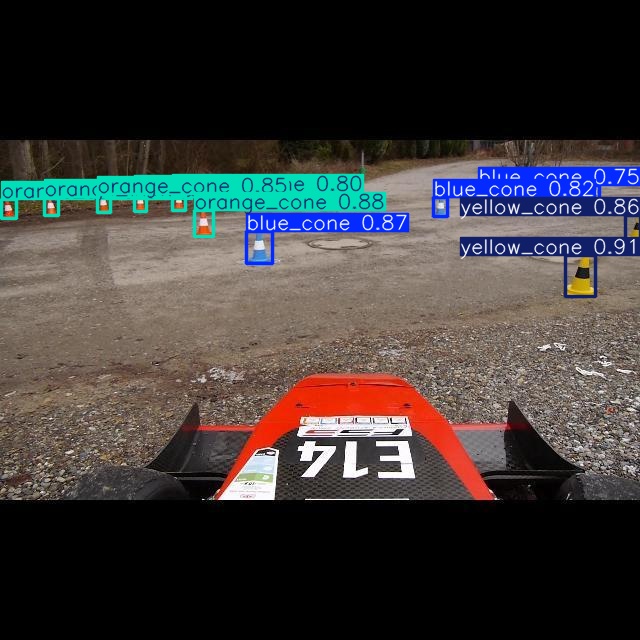 blue_cone 0.75
orange_cone 0.85
0.80
blue_cone 0.82
orange_cone 0.88
yellow_cone 0.86
blue_cone 0.87
yellow_cone 0.91
E14